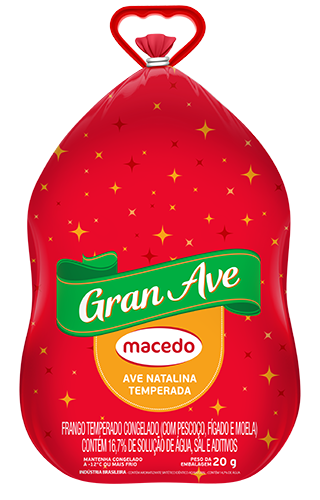 Gran Ave
macedo
AVE NATALINA
TEMPERADA
FRANGO TEMPERADO CONGELADO (COM PESCOÇO, FÍGADO E MOELA)
CONTÉM 16,7% DE SOLUÇÃO DE ÁGUA, SAL E ADITIVOS
MANTENHA CONGELADO
A -12°C OU MAIS FRIO
PESO DA
EMBALAGEM 20 g
INDÚSTRIA BRASILEIRA